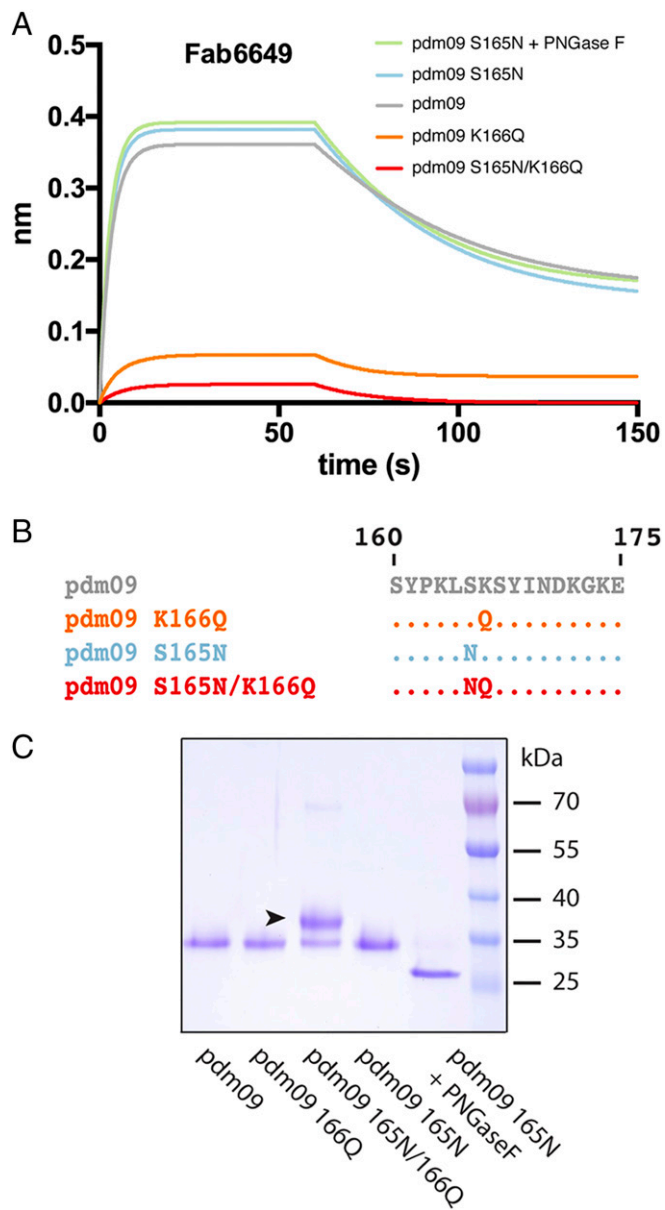 A
Fab6649
pdm09 S165N + PNGase F
pdm09 S165N
pdm09
pdm09 K166Q
pdm09 S165N/K166Q
0.5
0.4
0.3
0.2
0.1
0.0
nm
0 50 100 150
time (s)
B
160 175
pdm09 SYPKLSKSYINDKGKE
pdm09 K166Q ......Q.........
pdm09 S165N .....N..........
pdm09 S165N/K166Q .....NQ.........
C
kDa
70
55
40
35
25
pdm09
pdm09 166Q
pdm09 165N/166Q
pdm09 165N
pdm09 165N
+ PNGaseF